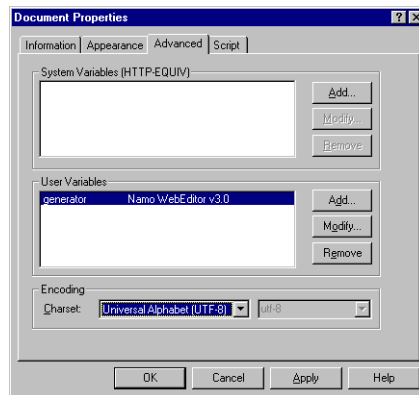 Document Properties
Information Appearance Advanced Script
System Variables (HTTP-EQUIV)
Add...
Modify...
Remove
User Variables
generator Namo WebEditor v3.0
Add...
Modify...
Remove
Encoding
Charset: Universal Alphabet (UTF-8) utf-8
OK Cancel Apply Help